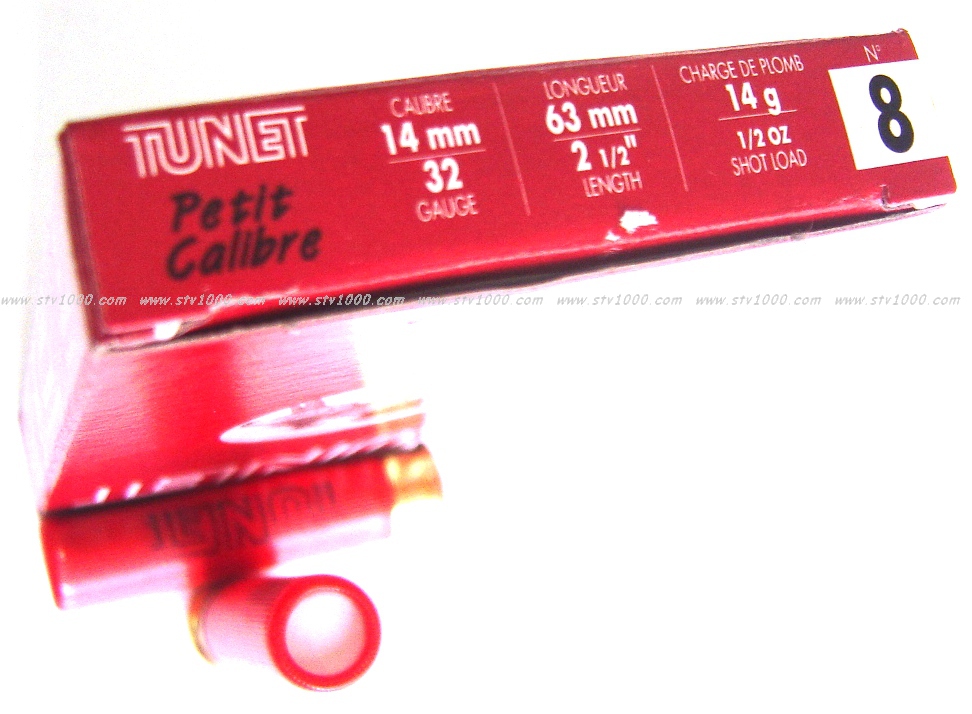 TUNET
Petit
Calibre
CALIBRE
14 mm
32
GAUGE
LONGUEUR
63 mm
2 1/2"
LENGTH
CHARGE DE PLOMB
14 g
1/2 OZ
SHOT LOAD
N°
8
www.stv1000.com www.stv1000.com www.stv1000.com www.stv1000.com www.stv1000.com www.stv1000.com www.stv1000.com
TUNET